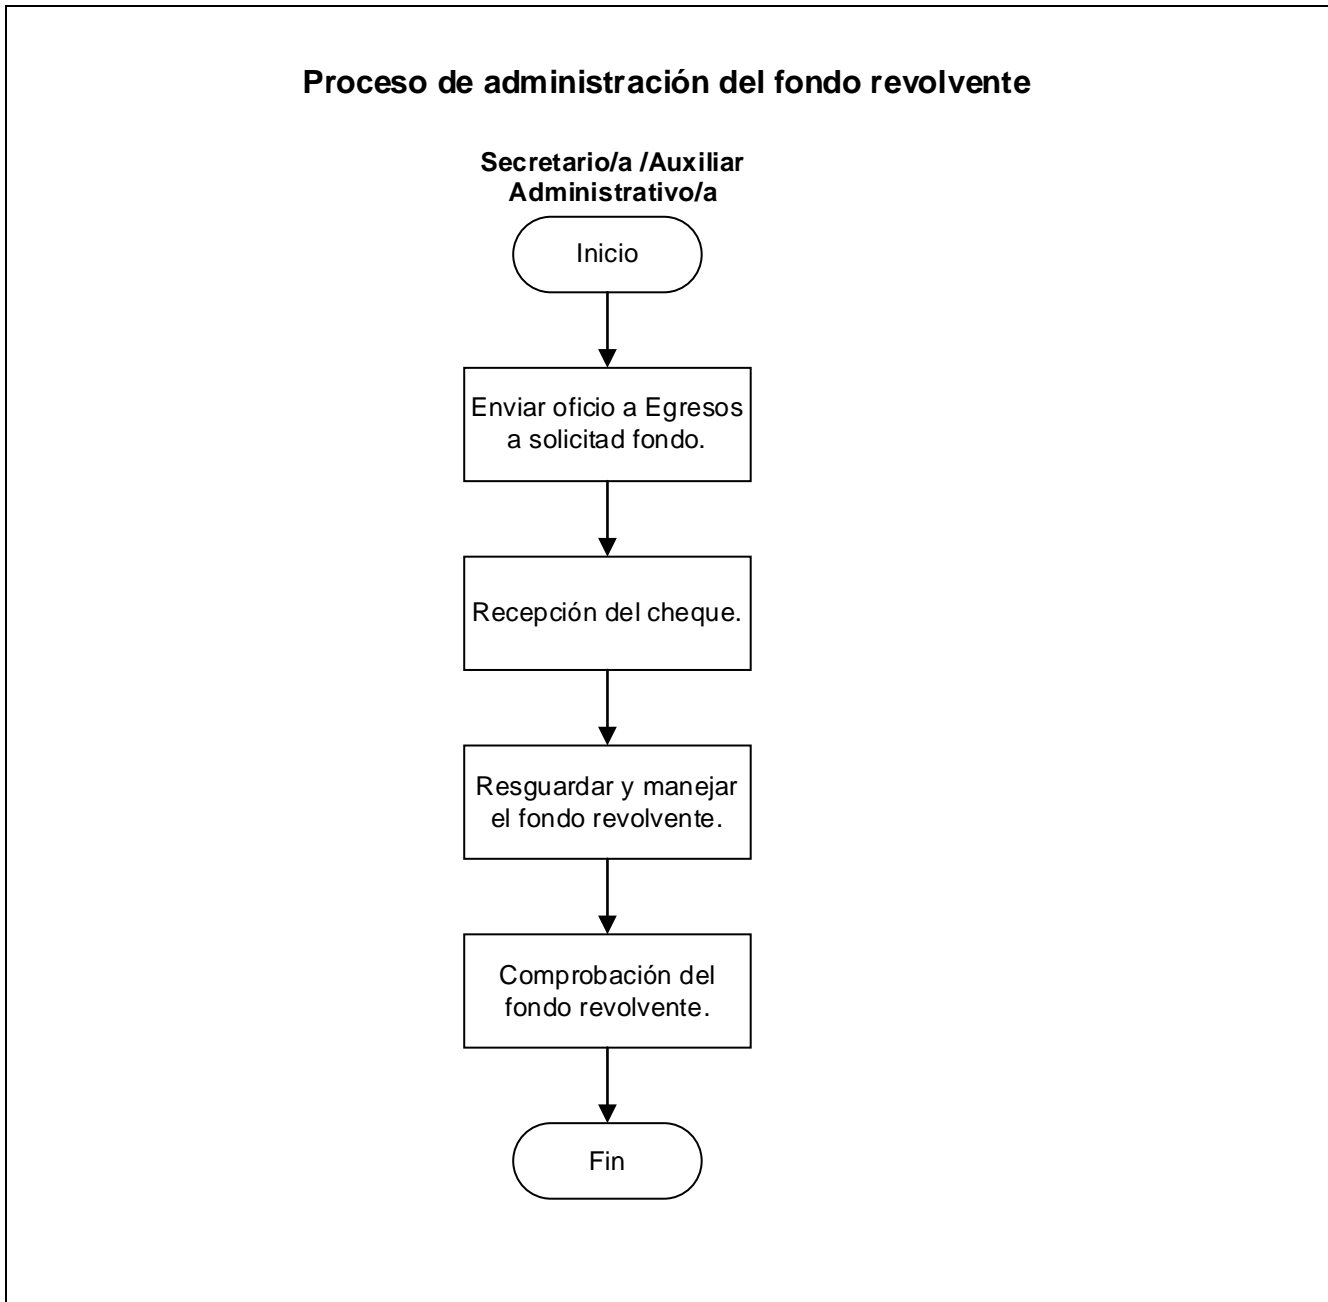 Proceso de administración del fondo revolvente
Secretario/a /Auxiliar
Administrativo/a
Inicio
Enviar oficio a Egresos
a solicitad fondo.
Recepción del cheque.
Resguardar y manejar
el fondo revolvente.
Comprobación del
fondo revolvente.
Fin